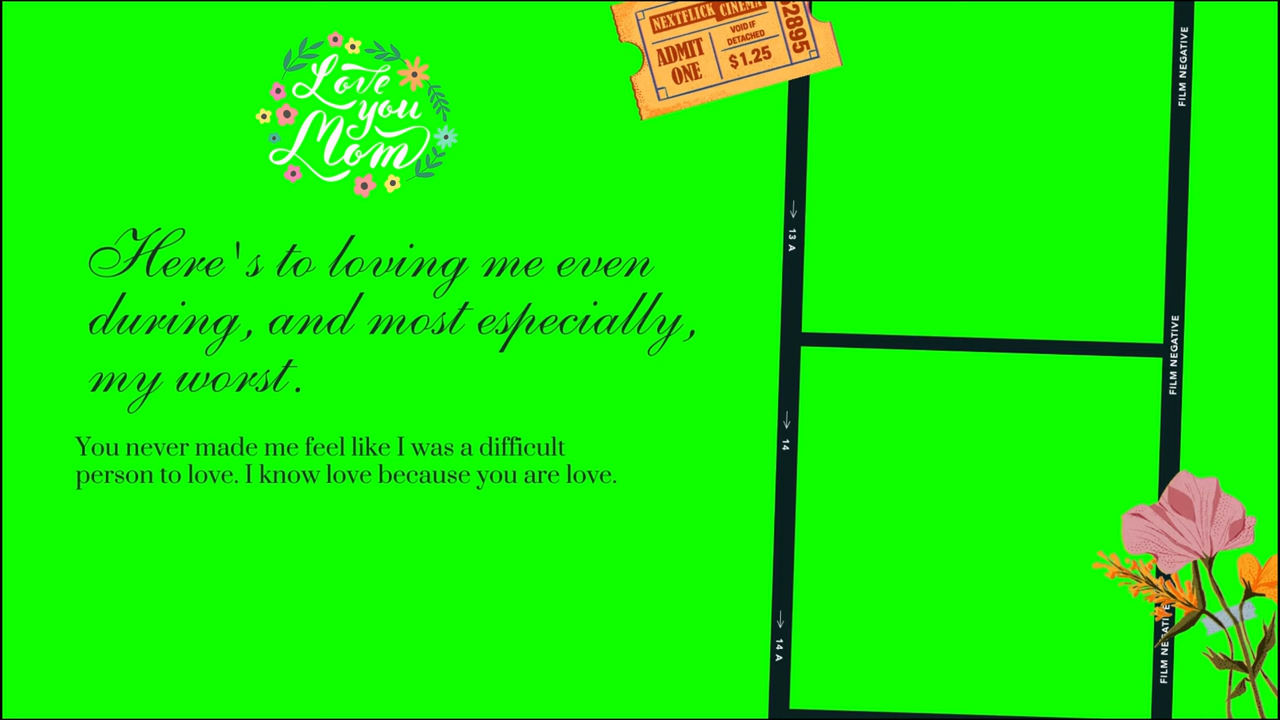 Love
you
Mom
NEXTFLICK CINEMA
ADMIT
ONE
VOID IF
DETACHED
$1.25
2895
Here's to loving me even
during, and most especially,
my worst.
You never made me feel like I was a difficult
person to love. I know love because you are love.
→ 13 A
→ 14
→ 14 A
FILM NEGATIVE
FILM NEGATIVE
FILM NEGATIVE